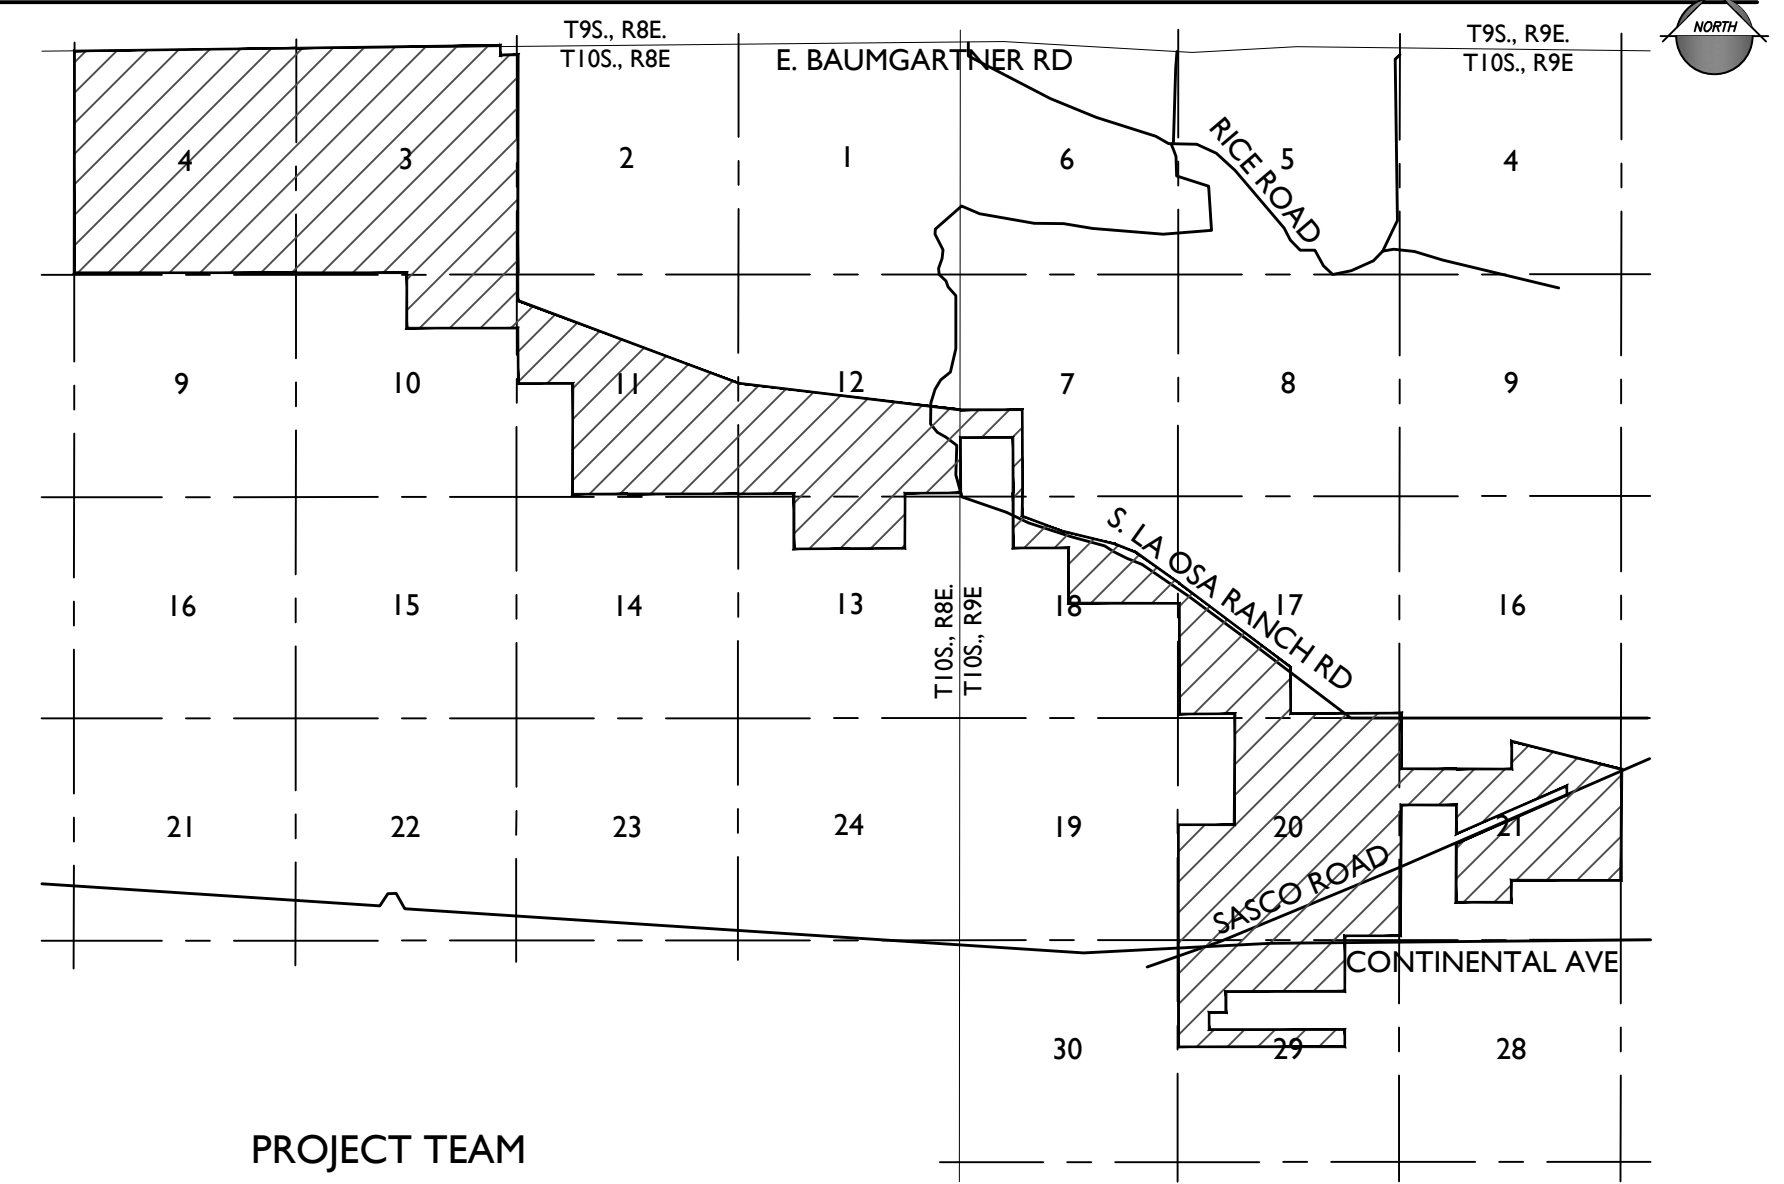 T9S., R8E.
T10S., R8E
E. BAUMGARTNER RD
T9S., R9E.
T10S., R9E
NORTH
4
3
2
1
6
5
4
RICE ROAD
9
10
11
12
7
8
9
S. LA OSA RANCH RD
16
15
14
13
T10S., R8E.
T10S., R9E
18
17
16
21
22
23
24
19
20
21
SASCO ROAD
CONTINENTAL AVE
30
29
28
PROJECT TEAM